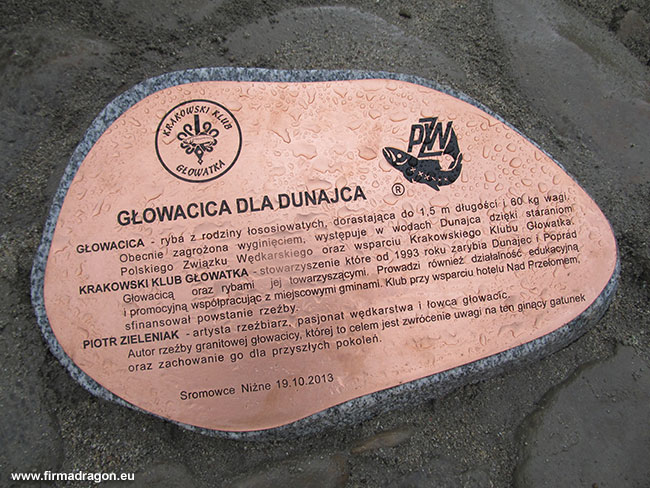 KRAKOWSKI KLUB
GŁOWATKA
PZW
®
GŁOWACICA DLA DUNAJCA
GŁOWACICA - ryba z rodziny łososiowatych, dorastająca do 1,5 m długości i 60 kg wagi.
Obecnie zagrożona wyginięciem, występuje w wodach Dunajca dzięki staraniom
Polskiego Związku Wędkarskiego oraz wsparciu Krakowskiego Klubu Głowatka.
KRAKOWSKI KLUB GŁOWATKA - stowarzyszenie które od 1993 roku zarybia Dunajec i Poprad
Głowacicą oraz rybami jej towarzyszącymi. Prowadzi również działalność edukacyjną
i promocyjną współpracując z miejscowymi gminami. Klub przy wsparciu hotelu Nad Przełomem,
sfinansował powstanie rzeźby.
PIOTR ZIELENIAK - artysta rzeźbiarz, pasjonat wędkarstwa i łowca głowacic.
Autor rzeźby granitowej głowacicy, której to celem jest zwrócenie uwagi na ten ginący gatunek
oraz zachowanie go dla przyszłych pokoleń.
Sromowce Niżne 19.10.2013
www.firmadragon.eu